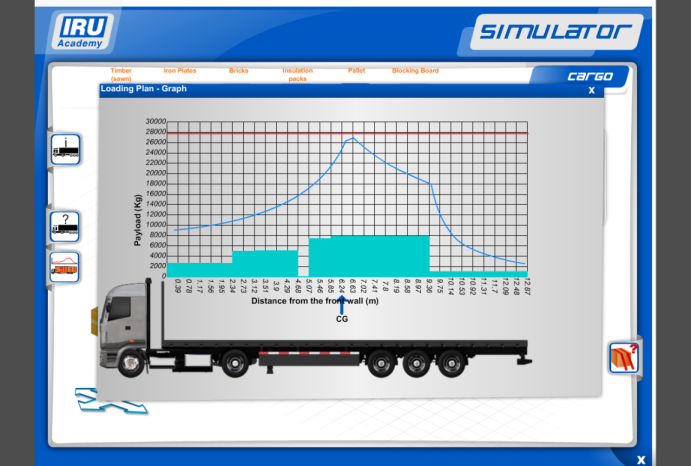 IRU
Academy
SIMULATOR
Timber
(sawn)
Iron Plates
Bricks
Insulation
packs
Pallet
Blocking Board
CARGO
Loading Plan - Graph
x
i
?
?
Payload (Kg)
30000
28000
26000
24000
22000
20000
18000
16000
14000
12000
10000
8000
6000
4000
2000
0
0.39
0.78
1.17
1.56
1.95
2.34
2.73
3.12
3.51
3.9
4.29
4.68
5.07
5.46
5.85
6.24
6.63
7.02
7.41
7.8
8.19
8.58
8.97
9.36
9.75
10.14
10.53
10.92
11.31
11.7
12.09
12.48
12.87
Distance from the front wall (m)
CG
x